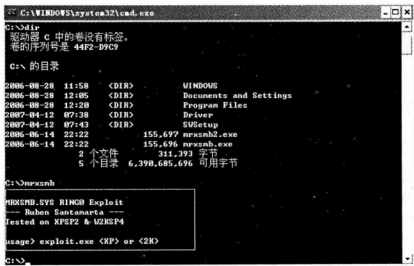 C:\WINDOWS\system32\cmd.exe
C:\>dir
驱动器 C 中的卷没有标签。
卷的序列号是 44F2-D9C9
C:\ 的目录
2006-08-28 11:58 <DIR> WINDOWS
2006-08-28 12:05 <DIR> Documents and Settings
2006-08-28 12:20 <DIR> Program Files
2007-04-12 07:38 <DIR> Driver
2007-04-12 07:43 <DIR> SWSetup
2006-06-14 22:22 155,697 mrxsmb2.exe
2006-06-14 22:22 155,696 mrxsmb.exe
2 个文件 311,393 字节
5 个目录 6,390,685,696 可用字节
C:\>mrxsmb
MRXSMB.SYS RING0 Exploit
--- Ruben Santamarta ---
Tested on XPSP2 & W2KSP4
usage> exploit.exe <XP> or <2K>
C:\>_